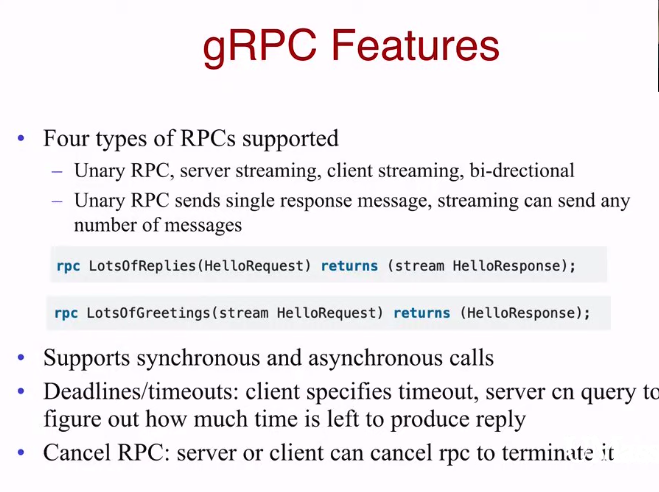 gRPC Features
• Four types of RPCs supported
– Unary RPC, server streaming, client streaming, bi-drectional
– Unary RPC sends single response message, streaming can send any
number of messages
rpc LotsOfReplies(HelloRequest) returns (stream HelloResponse);
rpc LotsOfGreetings(stream HelloRequest) returns (HelloResponse);
• Supports synchronous and asynchronous calls
• Deadlines/timeouts: client specifies timeout, server cn query to
figure out how much time is left to produce reply
• Cancel RPC: server or client can cancel rpc to terminate it